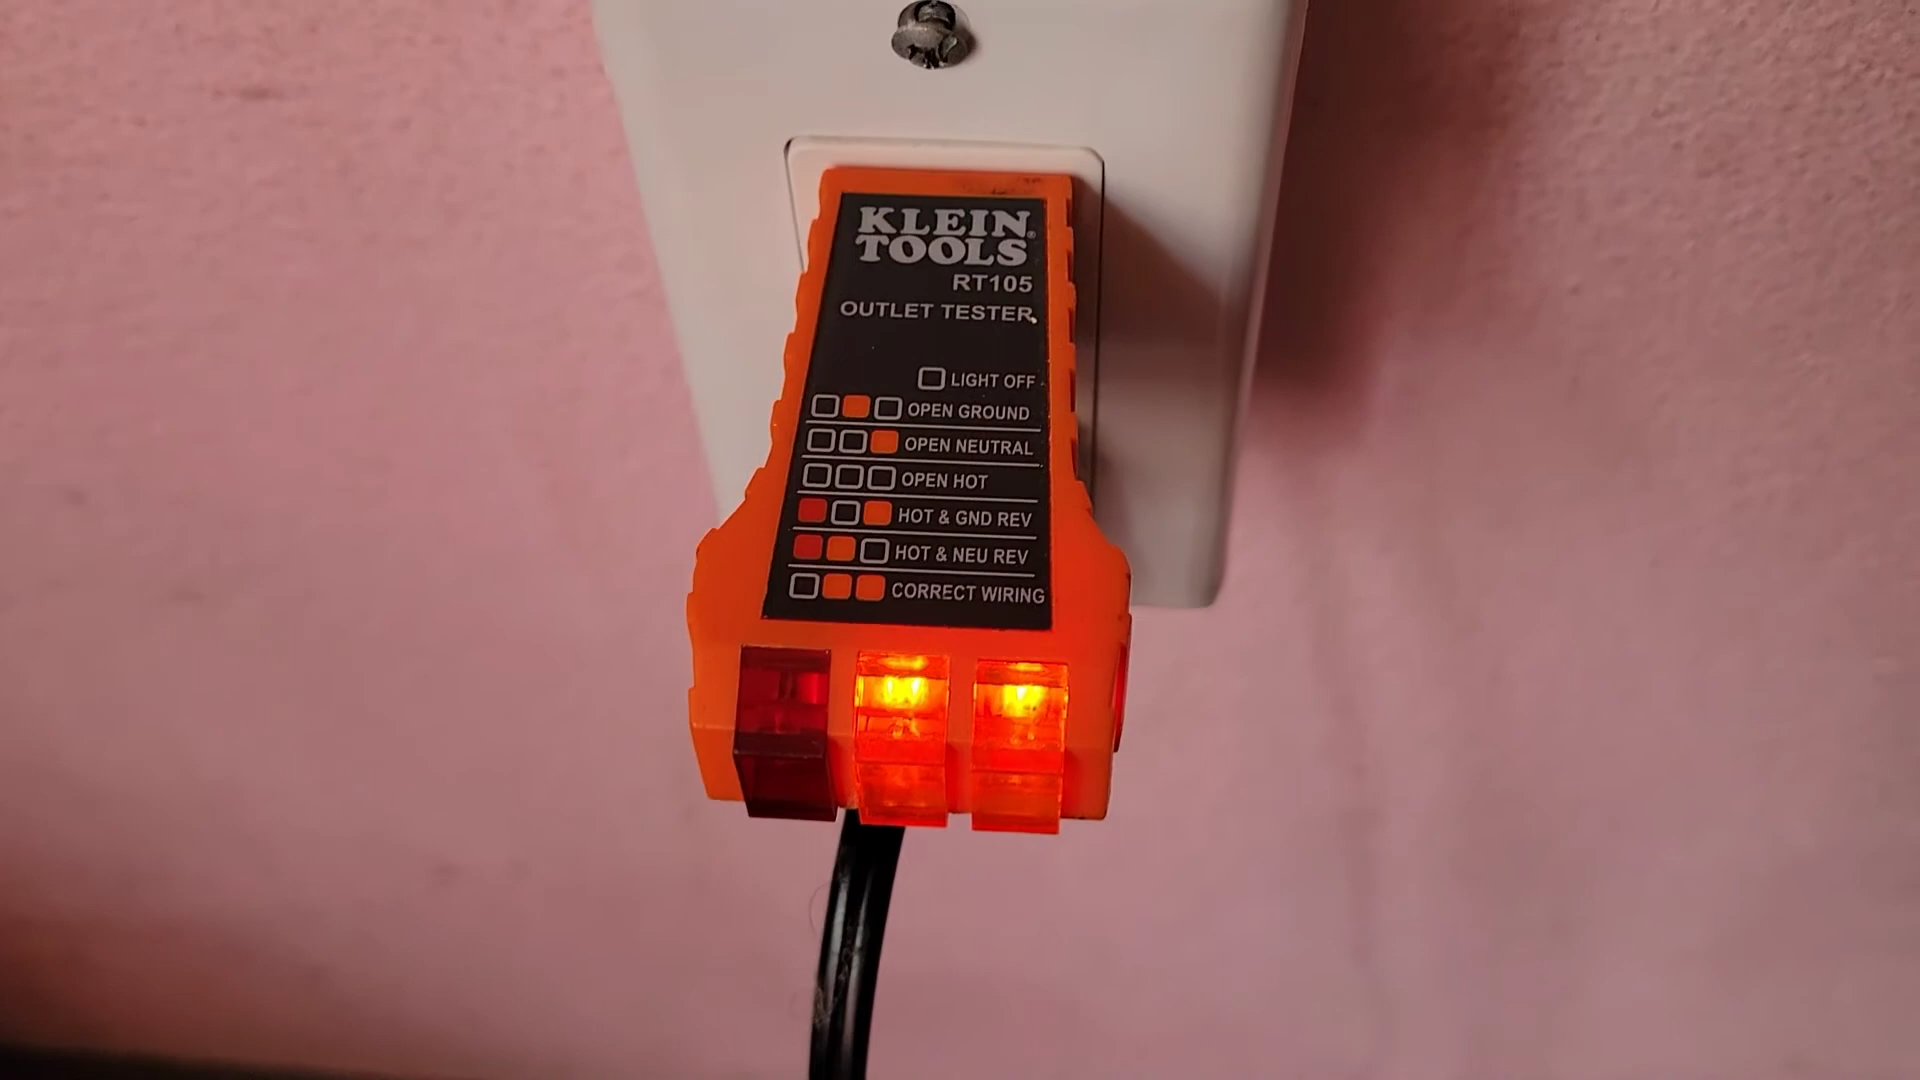 KLEIN®
TOOLS
RT105
OUTLET TESTER
LIGHT OFF
OPEN GROUND
OPEN NEUTRAL
OPEN HOT
HOT & GND REV
HOT & NEU REV
CORRECT WIRING